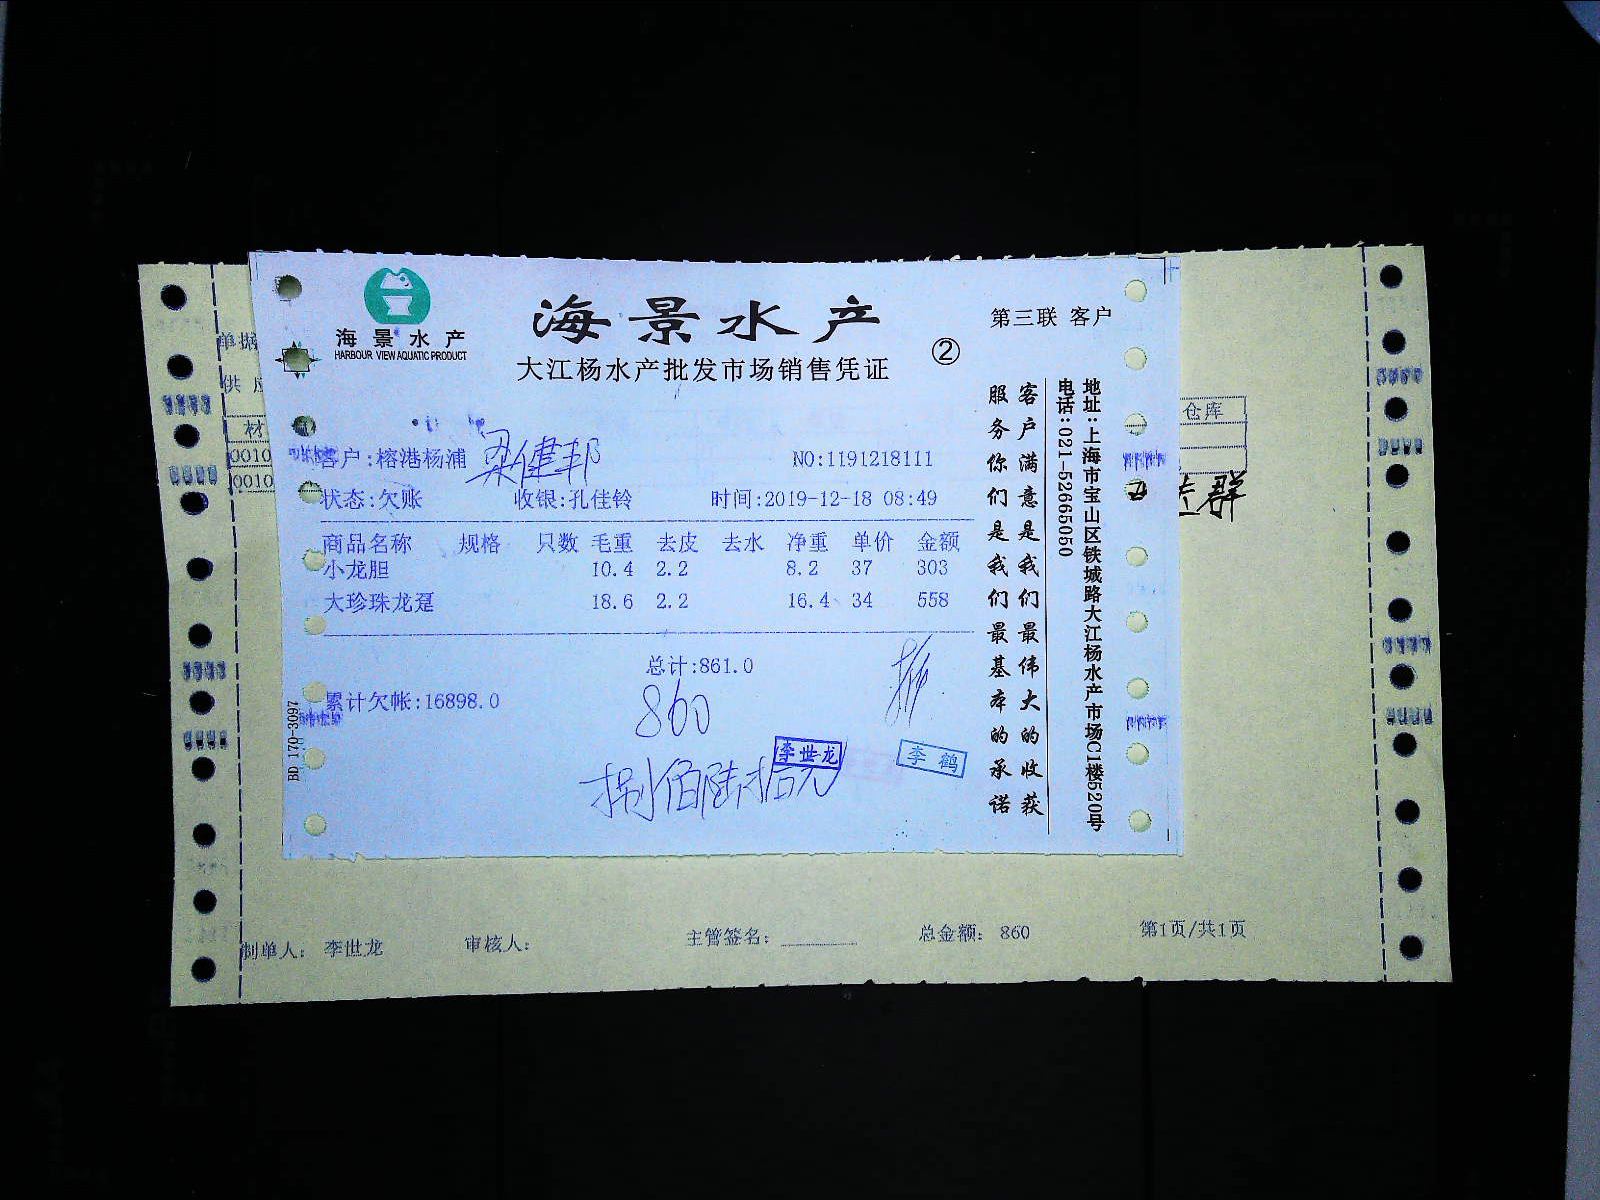 海景水产
HARBOUR VIEW AQUATIC PRODUCT
海景水产
大江杨水产批发市场销售凭证
②
第三联 客户
客户:榕港杨浦 梁健邦
NO:1191218111
状态:欠账 收银:孔佳铃 时间:2019-12-18 08:49
商品名称 规格 只数 毛重 去皮 去水 净重 单价 金额
小龙胆 10.4 2.2 8.2 37 303
大珍珠龙趸 18.6 2.2 16.4 34 558
总计:861.0
累计欠帐:16898.0
860
捌佰陆拾元
李世龙
李鹤
客户满意是我们最伟大的收获
服务你们是我们最基本的承诺
地址:上海市宝山区铁城路大江杨水产市场C1楼520号
电话:021-52665050
BD 170-3097
单据
供应
材
0010
0010
仓库
群
制单人: 李世龙 审核人: 主管签名: 总金额: 860 第1页/共1页